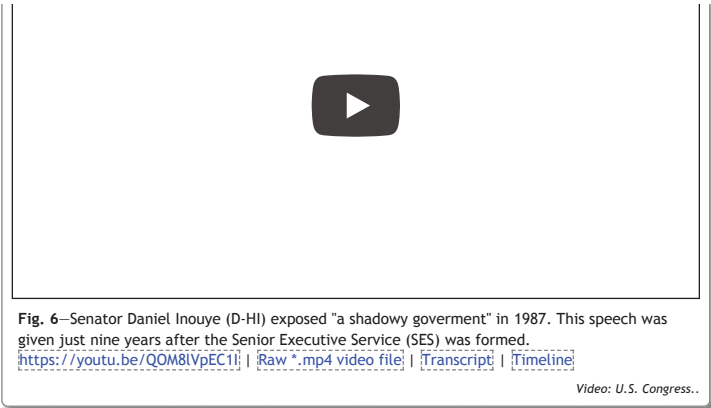 Fig. 6—Senator Daniel Inouye (D-HI) exposed "a shadowy goverment" in 1987. This speech was
given just nine years after the Senior Executive Service (SES) was formed.
https://youtu.be/QOM8lVpEC1I | Raw *.mp4 video file | Transcript | Timeline
Video: U.S. Congress..